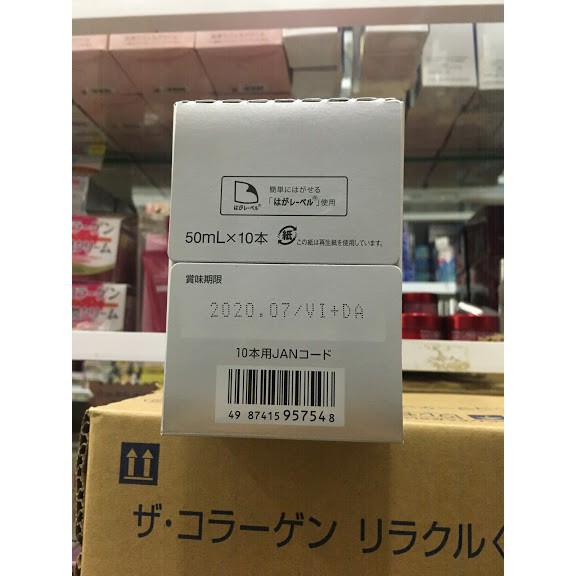 簡単にはがせる
「はがレーベル®」使用
はがレーベル®
50mL×10本
紙
この紙は再生紙を使用しています。
賞味期限
2020.07/VI+DA
10本用JANコード
49 87415 95754 8
ザ・コラーゲン リラクルく